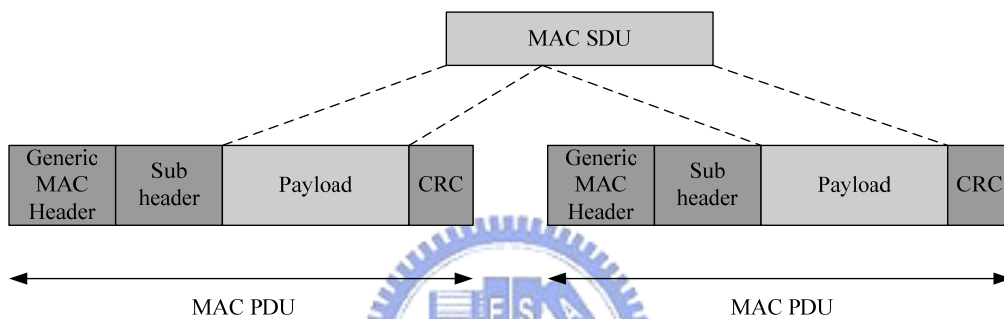 MAC SDU
Generic
MAC
Header
Sub
header
Payload
CRC
Generic
MAC
Header
Sub
header
Payload
CRC
MAC PDU
MAC PDU
ESA